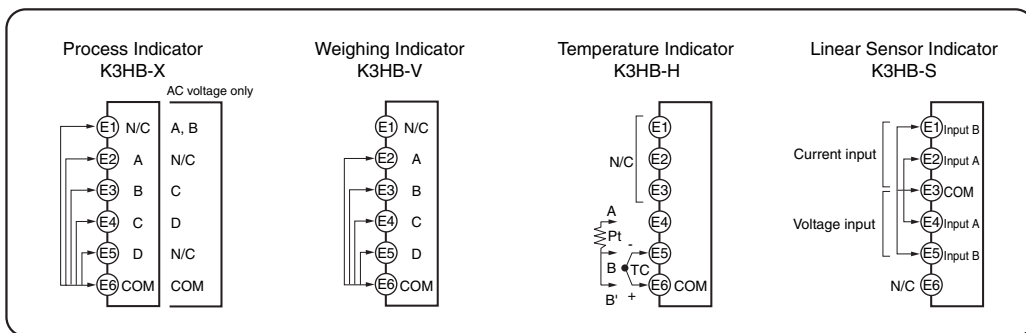 Process Indicator
K3HB-X
AC voltage only
E1 N/C A, B
E2 A N/C
E3 B C
E4 C D
E5 D N/C
E6 COM COM
Weighing Indicator
K3HB-V
E1 N/C
E2 A
E3 B
E4 C
E5 D
E6 COM
Temperature Indicator
K3HB-H
E1
N/C E2
E3
A E4
Pt
- E5
B TC
B' + E6 COM
Linear Sensor Indicator
K3HB-S
E1 Input B
Current input E2 Input A
E3 COM
Voltage input E4 Input A
E5 Input B
N/C E6